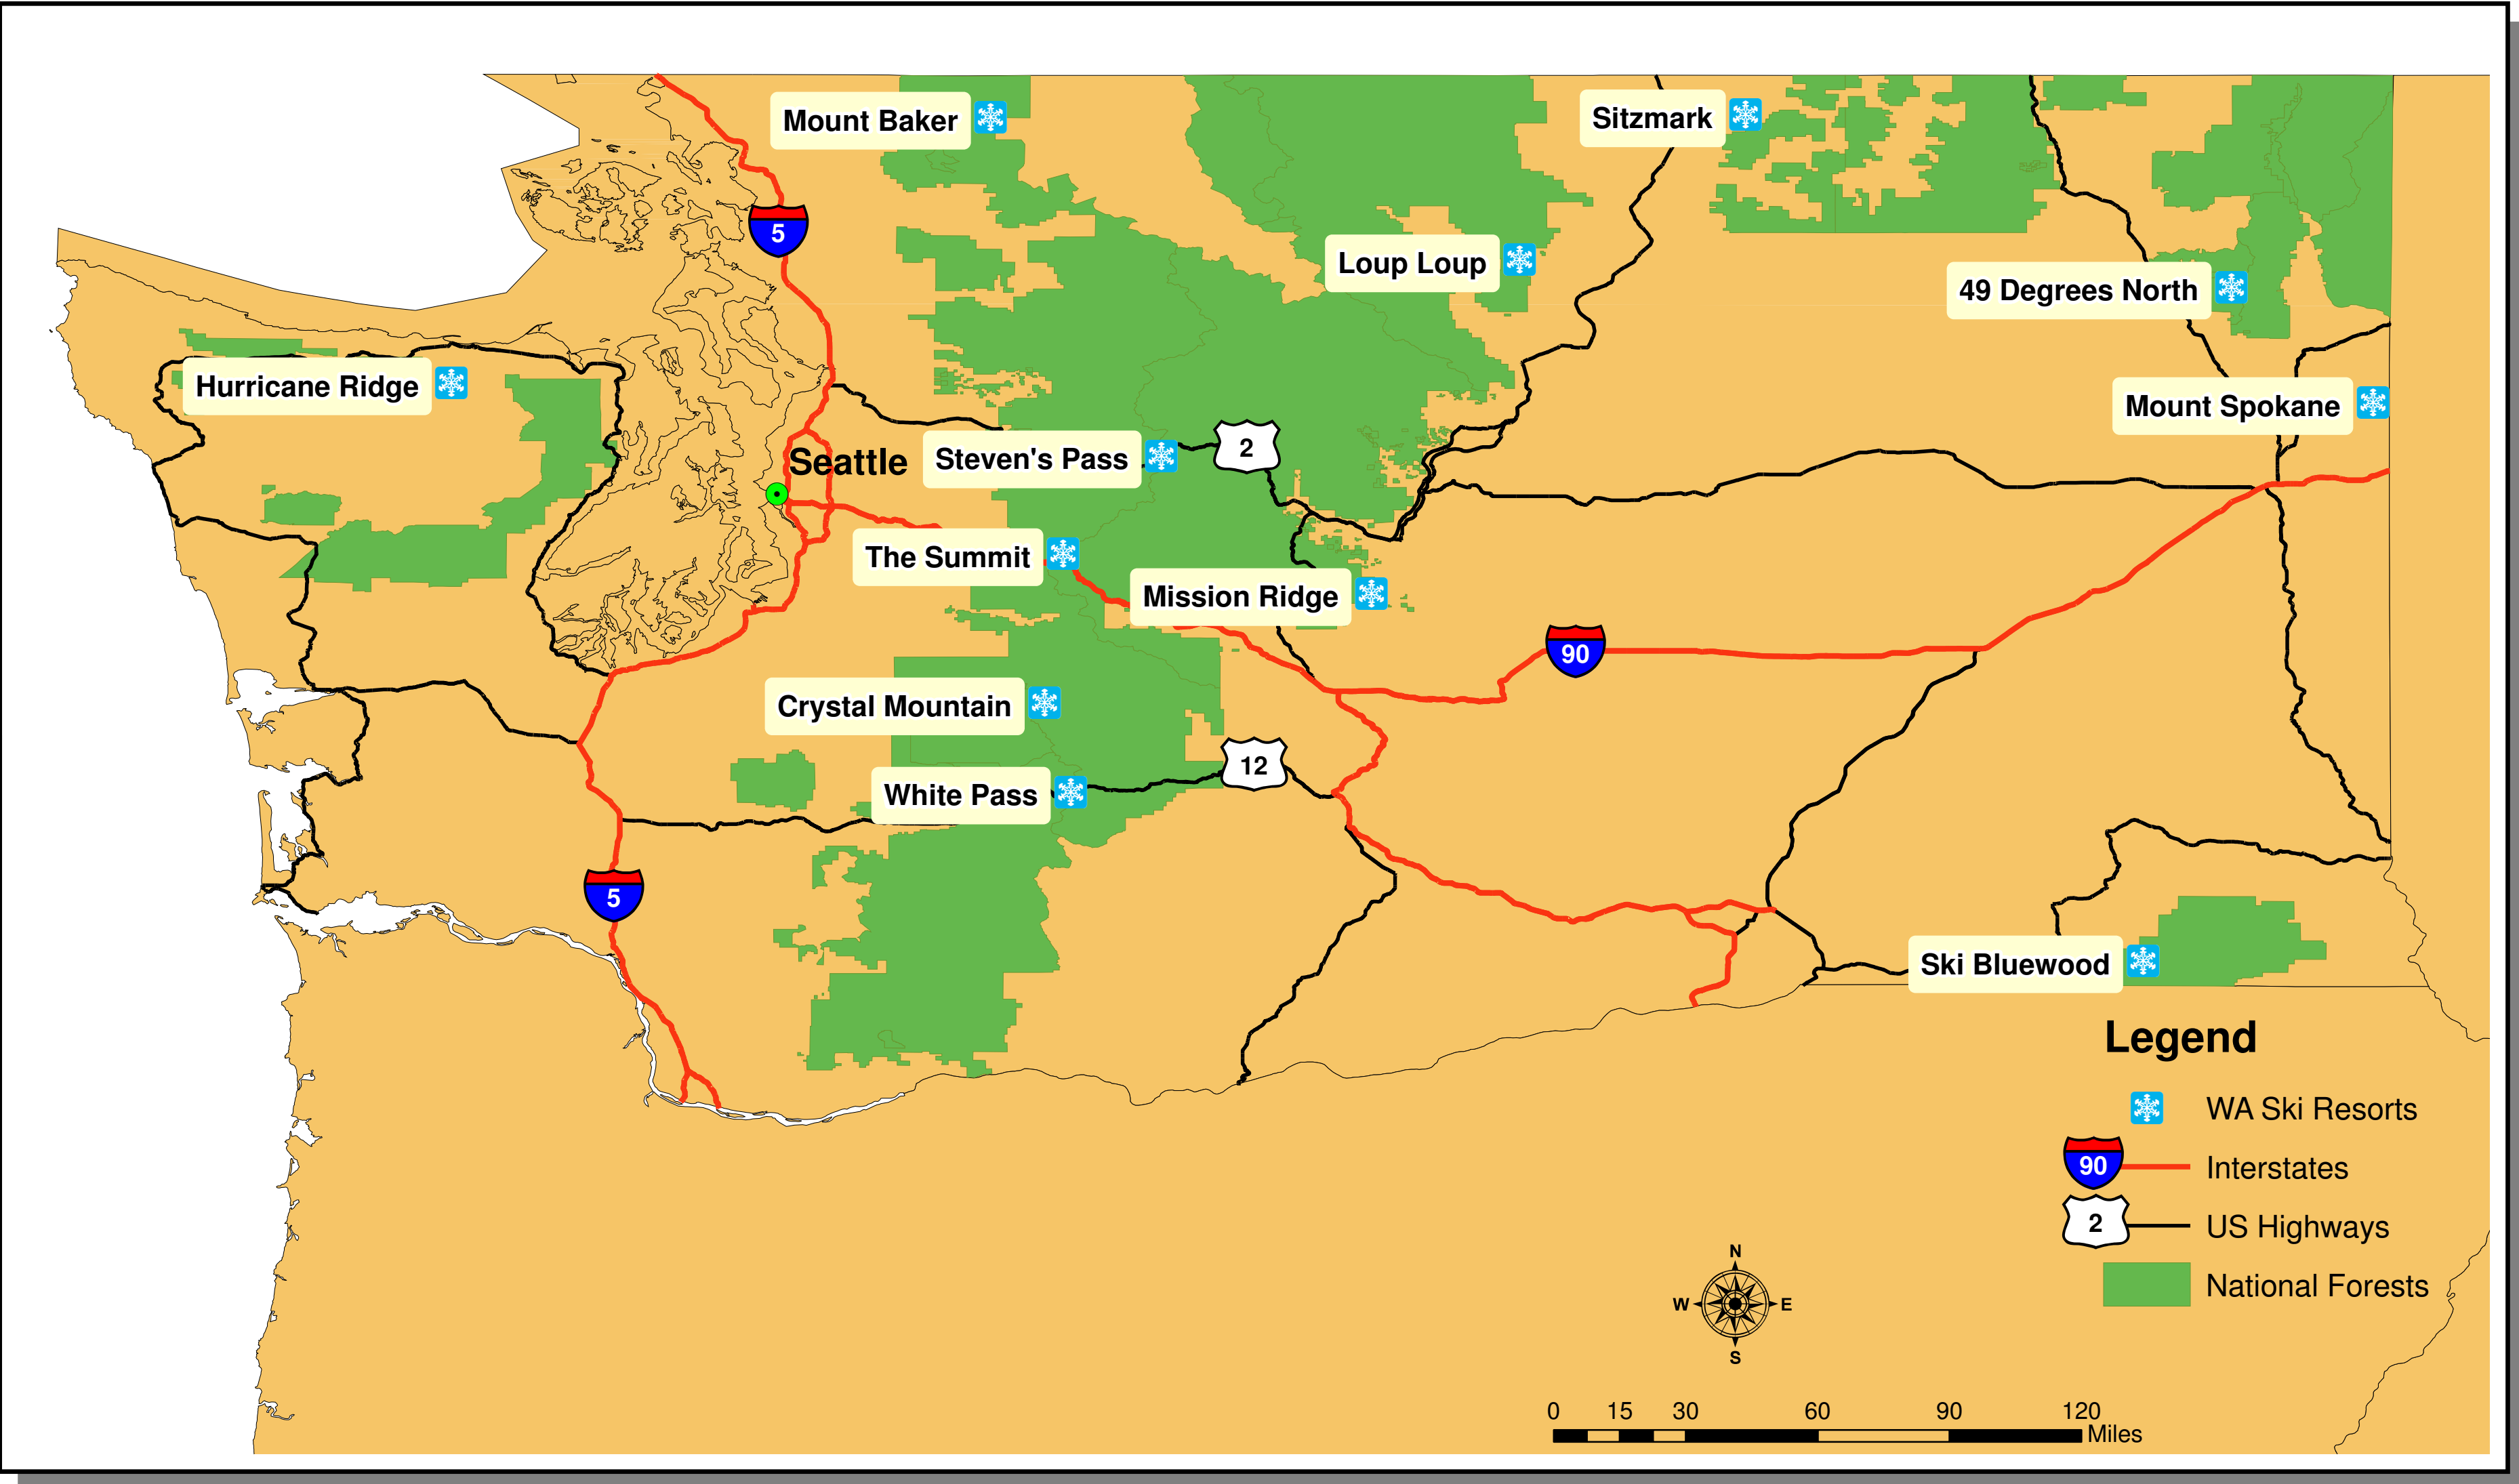 Mount Baker
Sitzmark
5
Loup Loup
49 Degrees North
Hurricane Ridge
Mount Spokane
Seattle
Steven's Pass
2
The Summit
Mission Ridge
90
Crystal Mountain
12
White Pass
5
Ski Bluewood
Legend
WA Ski Resorts
90 Interstates
2 US Highways
National Forests
N
W E
S
0 15 30 60 90 120
Miles